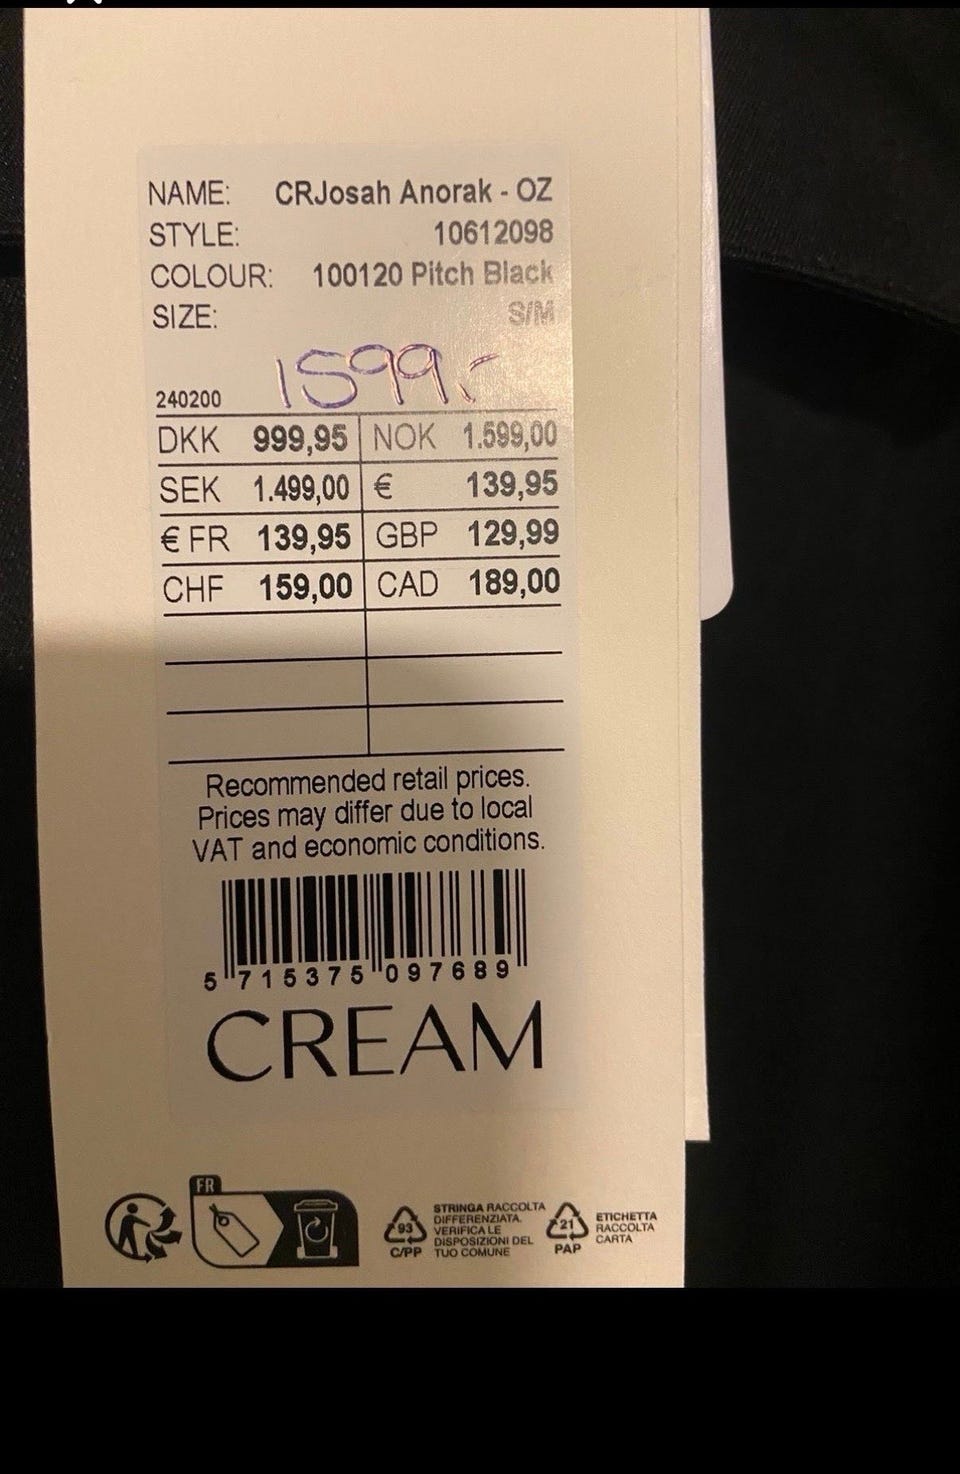 NAME: CRJosah Anorak - OZ
STYLE: 10612098
COLOUR: 100120 Pitch Black
SIZE: S/M
1599,-
240200
DKK 999,95 NOK 1.599,00
SEK 1.499,00 € 139,95
€ FR 139,95 GBP 129,99
CHF 159,00 CAD 189,00
Recommended retail prices.
Prices may differ due to local
VAT and economic conditions.
5 715375 097689
CREAM
FR
93
C/PP
STRINGA RACCOLTA
DIFFERENZIATA.
VERIFICA LE
DISPOSIZIONI DEL
TUO COMUNE
21
PAP
ETICHETTA
RACCOLTA
CARTA